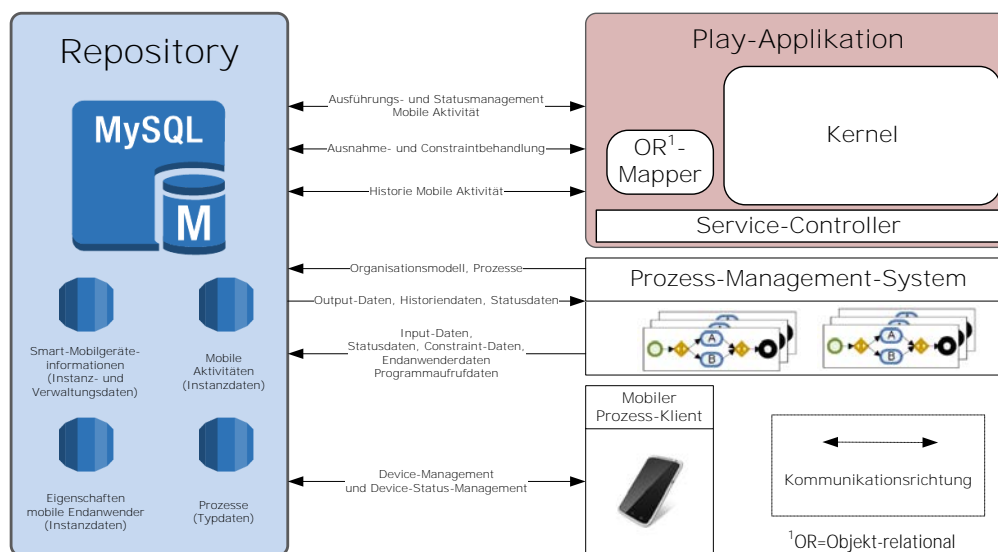 Repository
MySQL
M
Smart-Mobilgeräte-
informationen
(Instanz- und
Verwaltungsdaten)
Mobile
Aktivitäten
(Instanzdaten)
Eigenschaften
mobile Endanwender
(Instanzdaten)
Prozesse
(Typdaten)
Ausführungs- und Statusmanagement
Mobile Aktivität
Ausnahme- und Constraintbehandlung
Historie Mobile Aktivität
Organisationsmodell, Prozesse
Output-Daten, Historiendaten, Statusdaten
Input-Daten,
Statusdaten, Constraint-Daten,
Endanwenderdaten
Programmaufrufdaten
Device-Management
und Device-Status-Management
Play-Applikation
OR¹-
Mapper
Kernel
Service-Controller
Prozess-Management-System
A
B
A
B
Mobiler
Prozess-Klient
Kommunikationsrichtung
¹OR=Objekt-relational